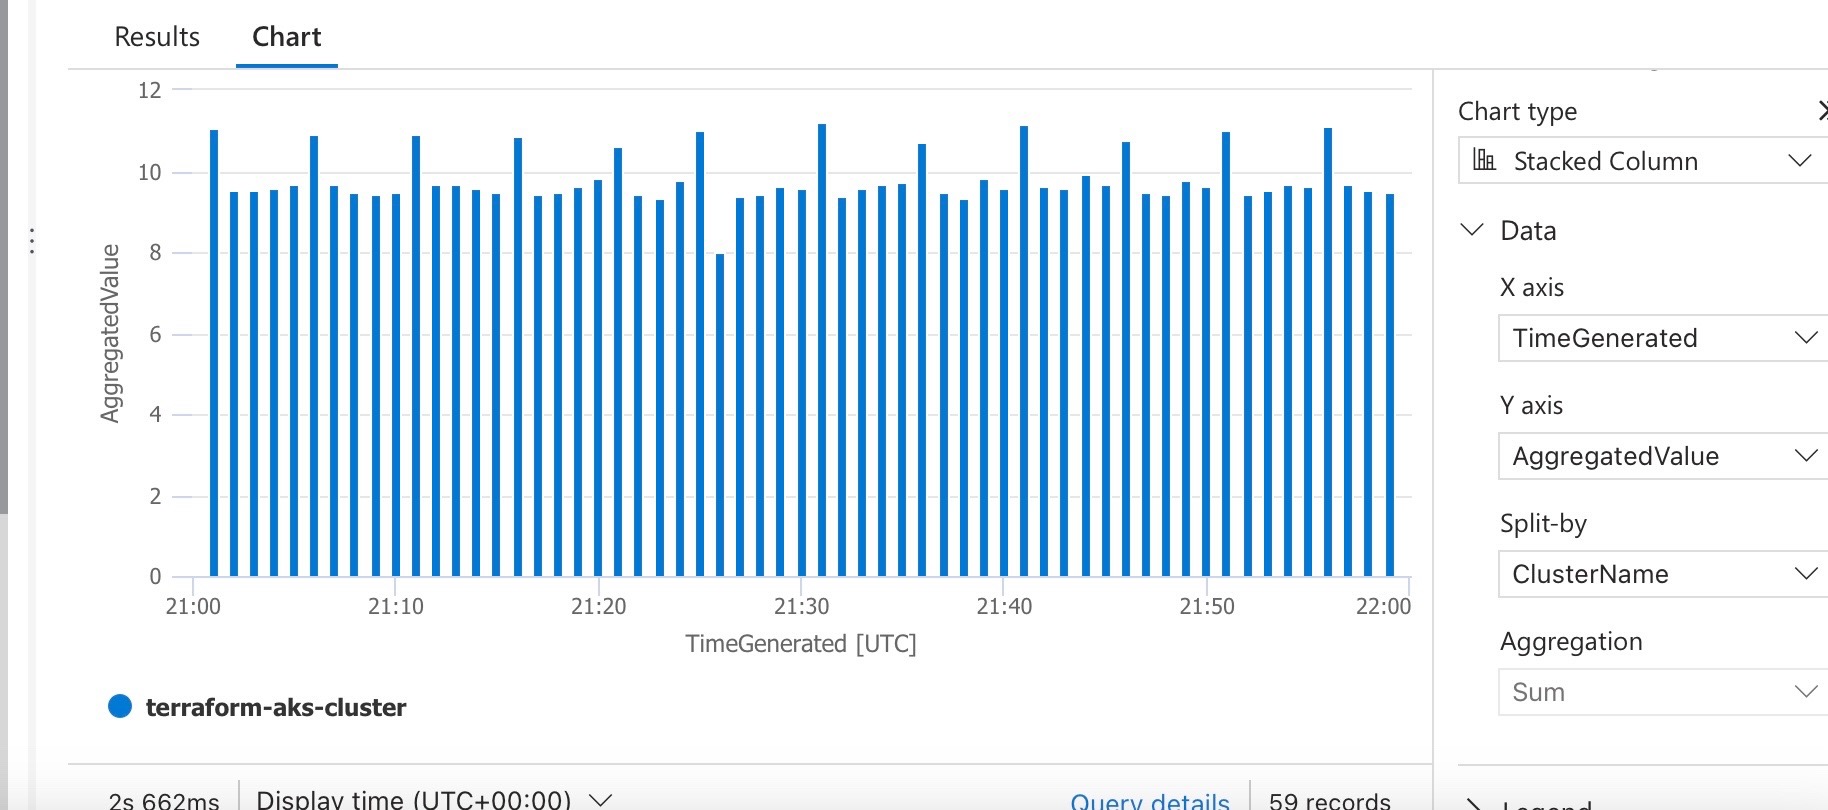 Results Chart
12
10
8
6
4
2
0
AggregatedValue
21:00 21:10 21:20 21:30 21:40 21:50 22:00
TimeGenerated [UTC]
terraform-aks-cluster
2s 662ms Display time (UTC+00:00) Query details 59 records
Chart type
Stacked Column
Data
X axis
TimeGenerated
Y axis
AggregatedValue
Split-by
ClusterName
Aggregation
Sum
Legend